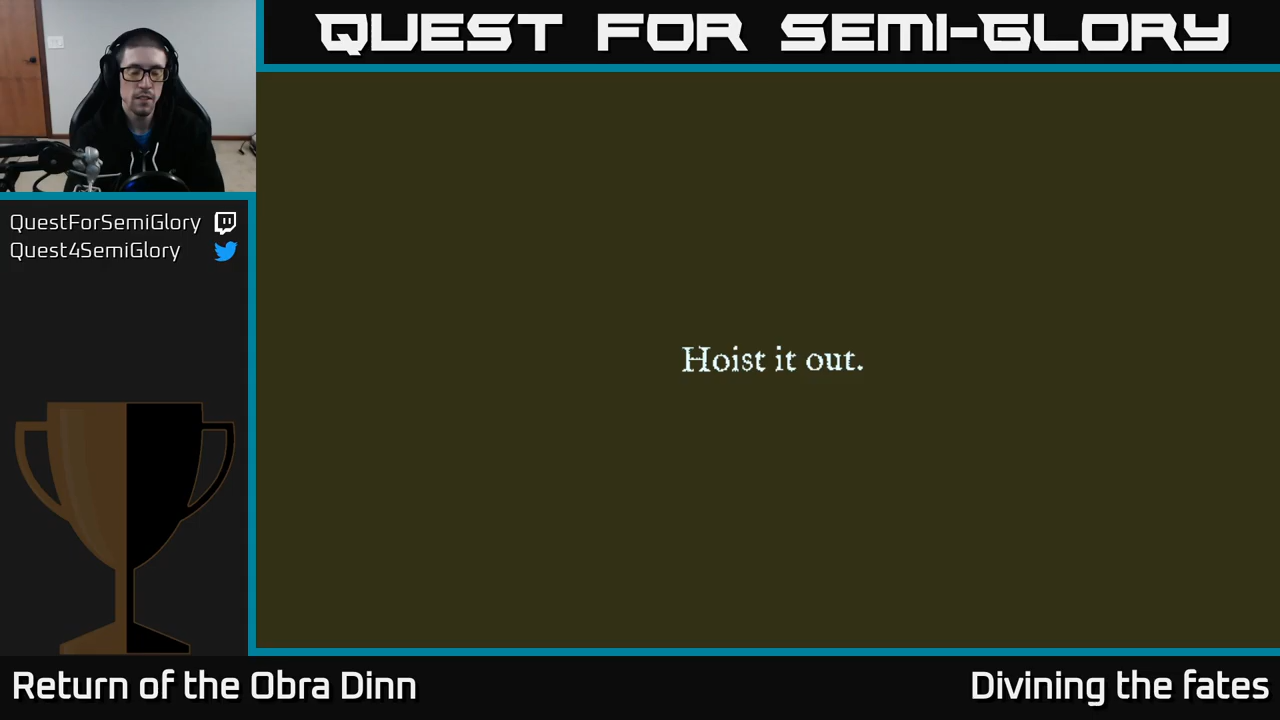 QUEST FOR SEMI-GLORY
QuestForSemiGlory
Quest4SemiGlory
Hoist it out.
Return of the Obra Dinn
Divining the fates